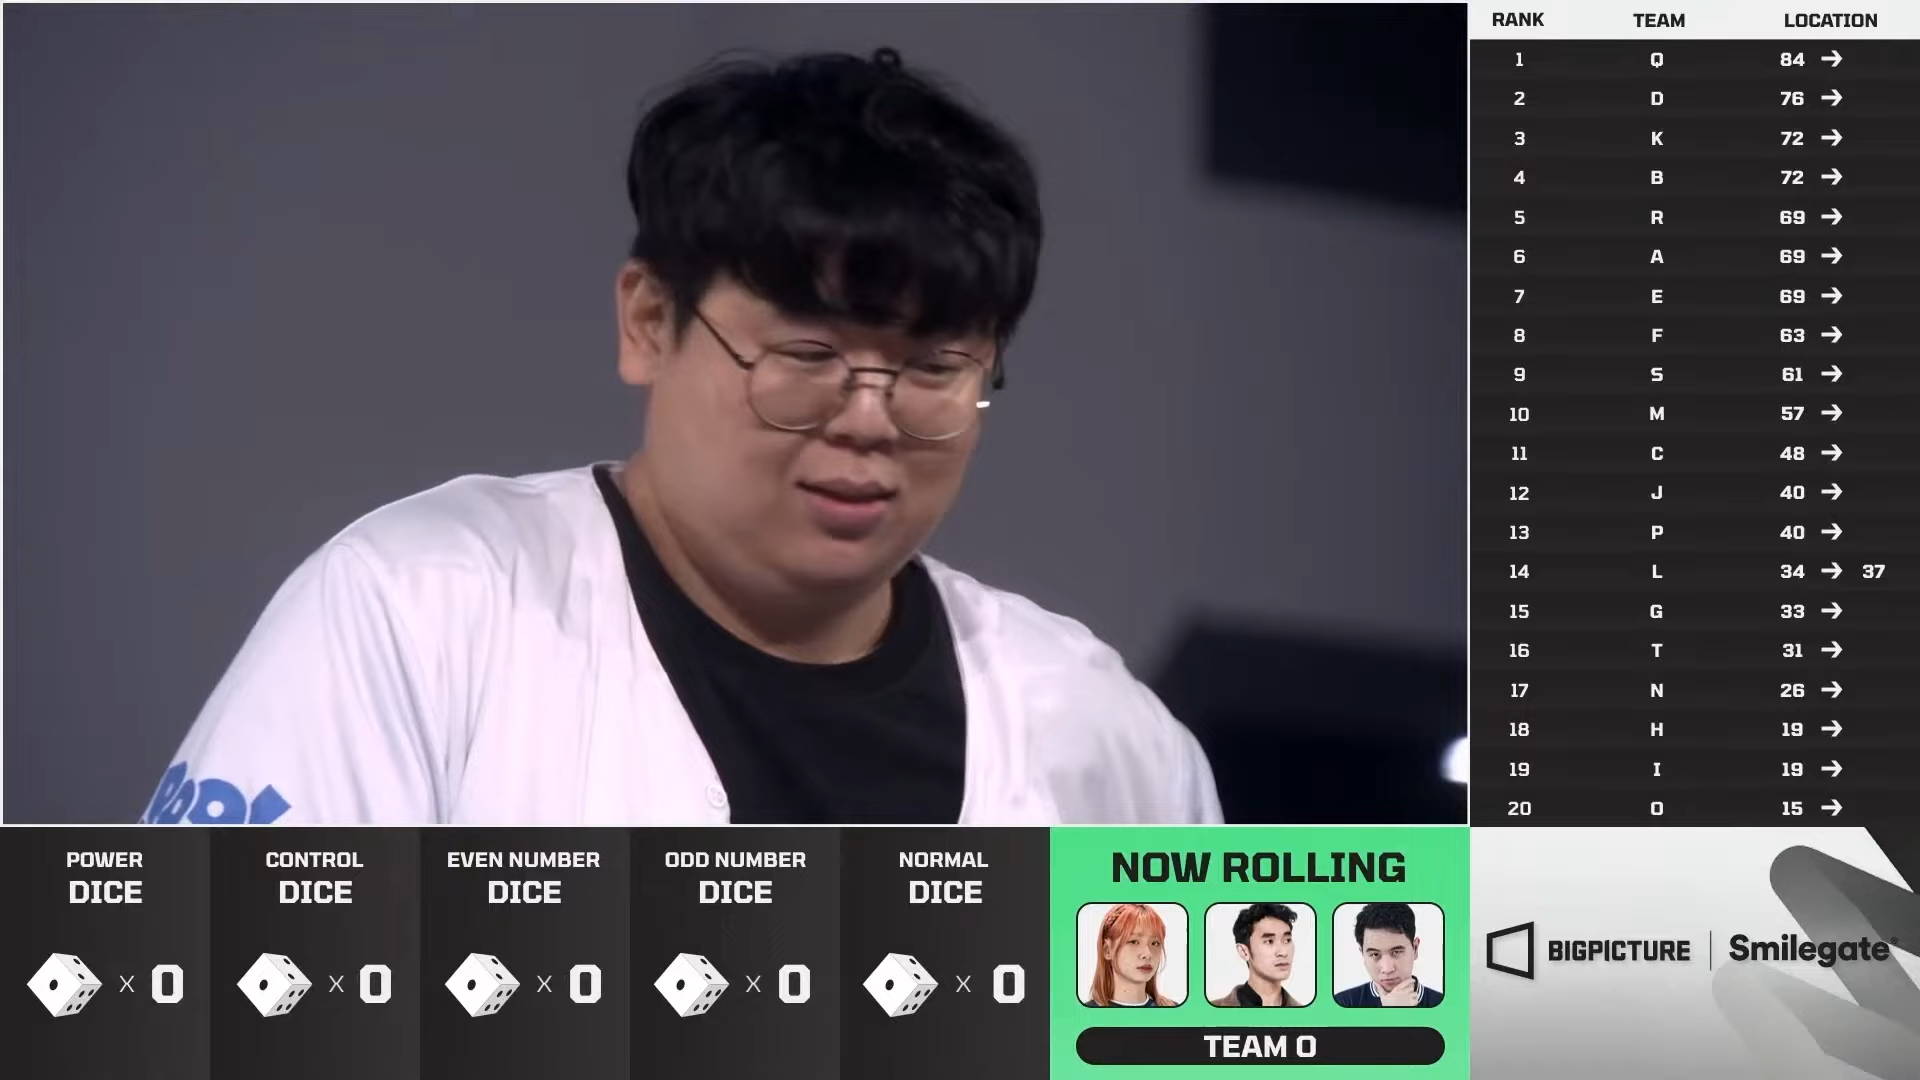 RANK TEAM LOCATION
1 Q 84 →
2 D 76 →
3 K 72 →
4 B 72 →
5 R 69 →
6 A 69 →
7 E 69 →
8 F 63 →
9 S 61 →
10 M 57 →
11 C 48 →
12 J 40 →
13 P 40 →
14 L 34 → 37
15 G 33 →
16 T 31 →
17 N 26 →
18 H 19 →
19 I 19 →
20 O 15 →
POWER
DICE
X 0
CONTROL
DICE
X 0
EVEN NUMBER
DICE
X 0
ODD NUMBER
DICE
X 0
NORMAL
DICE
X 0
NOW ROLLING
TEAM O
BIGPICTURE | Smilegate®